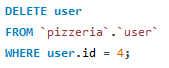 DELETE user
FROM `pizzeria`.`user`
WHERE user.id = 4;